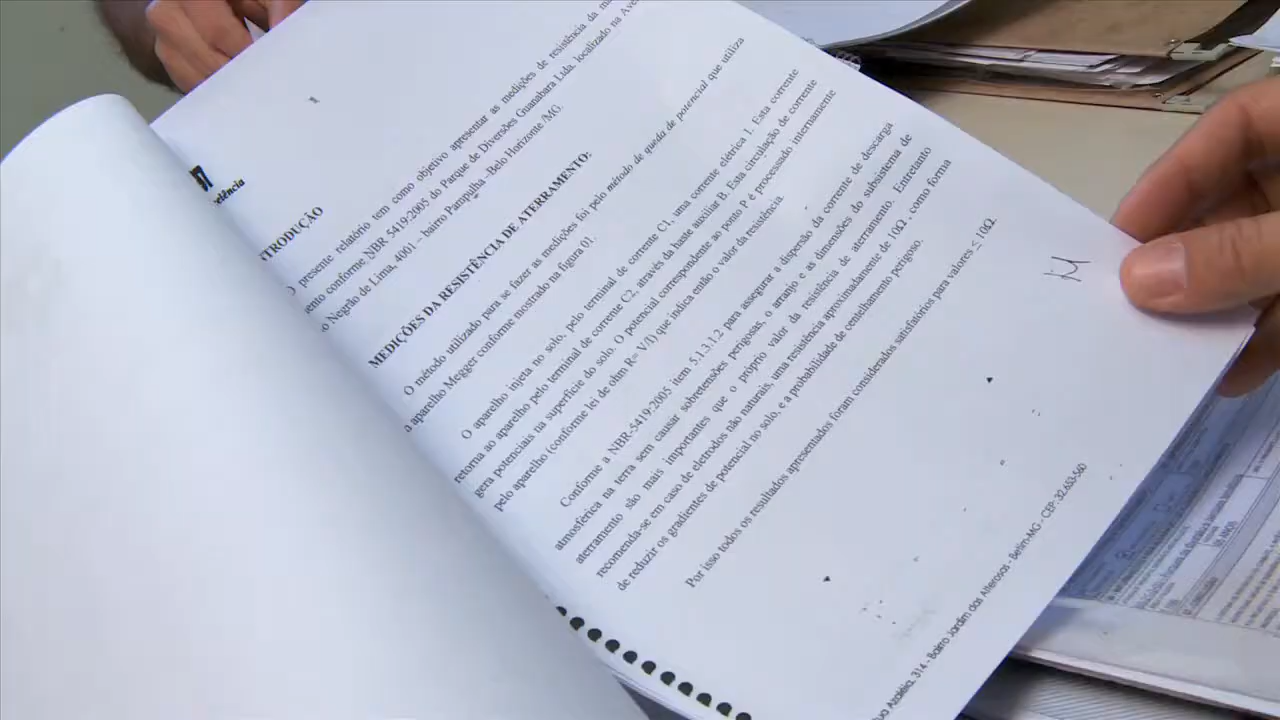 TRODUÇÃO
O presente relatório tem como objetivo apresentar as medições de resistência da
ento conforme NBR 5419:2005 do Parque de Diversões Guanabara Ltda, localizado na
o Negrão de Lima, 4001 – bairro Pampulha - Belo Horizonte /MG.
MEDIÇÕES DA RESISTÊNCIA DE ATERRAMENTO:
O método utilizado para se fazer as medições foi pelo método de queda de potencial que utiliza
o aparelho Megger conforme mostrado na figura 01.
O aparelho injeta no solo, pelo terminal de corrente C1, uma corrente elétrica I. Esta corrente
retorna ao aparelho pelo terminal de corrente C2, através da haste auxiliar B. Esta circulação de corrente
gera potenciais na superfície do solo. O potencial correspondente ao ponto P é processado internamente
pelo aparelho (conforme lei de ohm R= V/I) que indica então o valor da resistência.
Conforme a NBR-5419:2005 item 5.1.3.1.2 para assegurar a dispersão da corrente de descarga
atmosférica na terra sem causar sobretensões perigosas, o arranjo e as dimensões do subsistema de
aterramento são mais importantes que o próprio valor da resistência de aterramento. Entretanto
recomenda-se em caso de eletrodos não naturais, uma resistência aproximadamente de 10Ω , como forma
de reduzir os gradientes de potencial no solo, e a probabilidade de centelhamento perigoso.
Por isso todos os resultados apresentados foram considerados satisfatórios para valores ≤ 10Ω.
Azaléia, 314 - Bairro Jardim das Alterosas - Betim-MG - CEP: 32.653-560